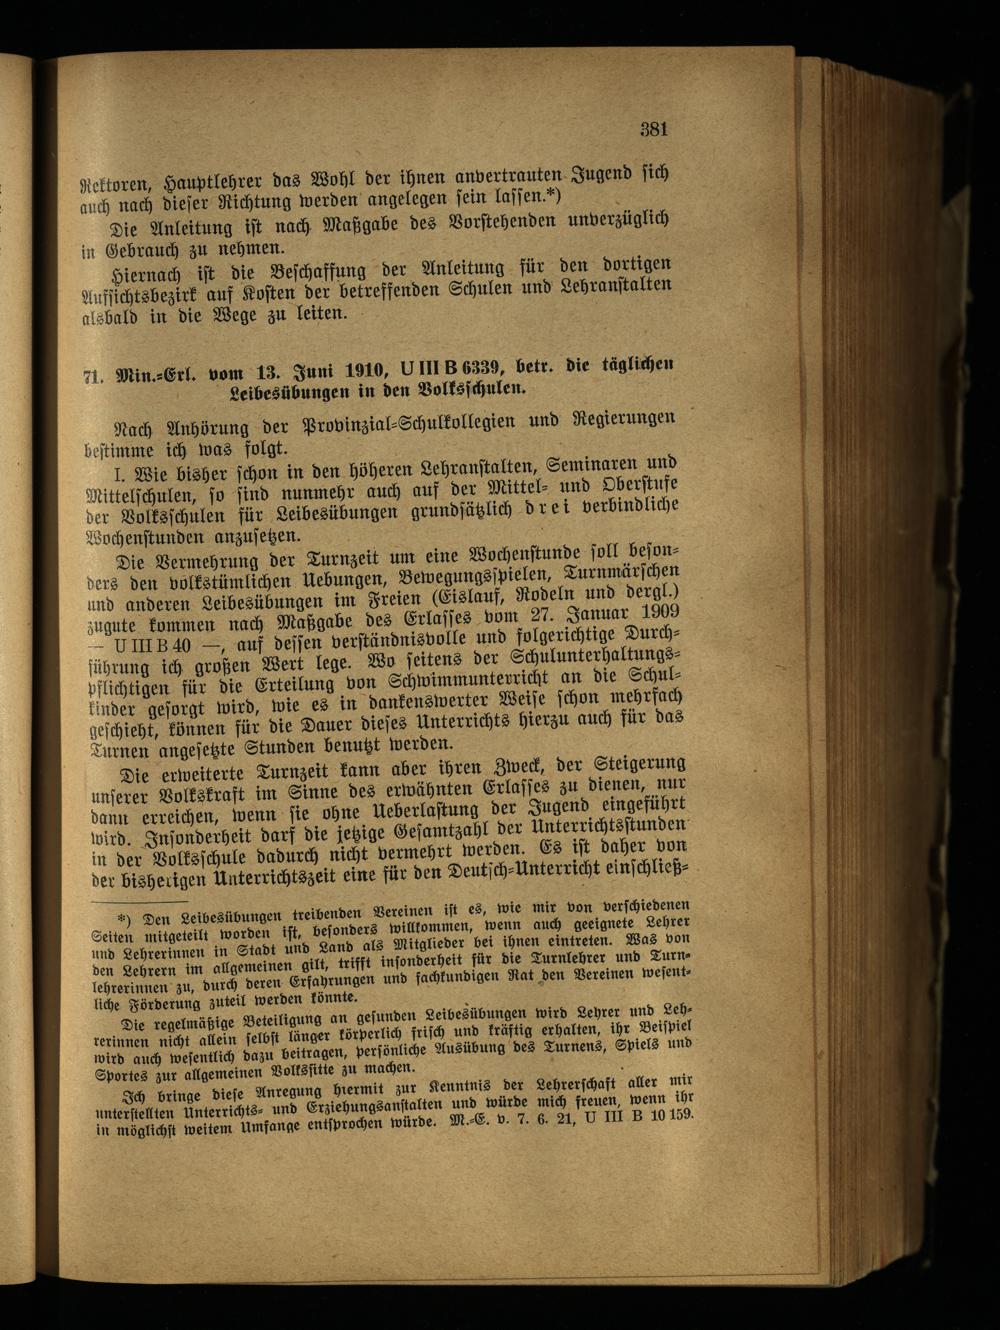 381
Rektoren, Hauptlehrer das Wohl der ihnen anvertrauten Jugend sich
auch nach dieser Richtung werden angelegen sein lassen.*)
Die Anleitung ist nach Maßgabe des Vorstehenden unverzüglich
in Gebrauch zu nehmen.
Hiernach ist die Beschaffung der Anleitung für den dortigen
Aufsichtsbezirk auf Kosten der betreffenden Schulen und Lehranstalten
alsbald in die Wege zu leiten.
71. Min.-Erl. vom 13. Juni 1910, U III B 6339, betr. die täglichen
Leibesübungen in den Volksschulen.
Nach Anhörung der Provinzial-Schulkollegien und Regierungen
bestimme ich was folgt.
I. Wie bisher schon in den höheren Lehranstalten, Seminaren und
Mittelschulen, so sind nunmehr auch auf der Mittel- und Oberstufe
der Volksschulen für Leibesübungen grundsätzlich drei verbindliche
Wochenstunden anzusetzen.
Die Vermehrung der Turnzeit um eine Wochenstunde soll beson-
ders den volkstümlichen Uebungen, Bewegungsspielen, Turnmärschen
und anderen Leibesübungen im Freien (Eislauf, Rodeln und dergl.)
zugute kommen nach Maßgabe des Erlasses vom 27. Januar 1909
— U III B 40 —, auf dessen verständnisvolle und folgerichtige Durch-
führung ich großen Wert lege. Wo seitens der Schulunterhaltungs-
pflichtigen für die Erteilung von Schwimmunterricht an die Schul-
kinder gesorgt wird, wie es in dankenswerter Weise schon mehrfach
geschieht, können für die Dauer dieses Unterrichts hierzu auch für das
Turnen angesetzte Stunden benutzt werden.
Die erweiterte Turnzeit kann aber ihren Zweck, der Steigerung
unserer Volkskraft im Sinne des erwähnten Erlasses zu dienen, nur
dann erreichen, wenn sie ohne Ueberlastung der Jugend eingeführt
wird. Insonderheit darf die jetzige Gesamtzahl der Unterrichtsstunden
in der Volksschule dadurch nicht vermehrt werden. Es ist daher von
der bisherigen Unterrichtszeit eine für den Deutsch-Unterricht einschließ-
*) Den Leibesübungen treibenden Vereinen ist es, wie mir von verschiedenen
Seiten mitgeteilt worden ist, besonders willkommen, wenn auch geeignete Lehrer
und Lehrerinnen in Stadt und Land als Mitglieder bei ihnen eintreten. Was von
den Lehrern im allgemeinen gilt, trifft insonderheit für die Turnlehrer und Turn-
lehrerinnen zu, durch deren Erfahrungen und sachkundigen Rat den Vereinen wesent-
liche Förderung zuteil werden könnte.
Die regelmäßige Beteiligung an gesunden Leibesübungen wird Lehrer und Leh-
rerinnen nicht allein selbst länger körperlich frisch und kräftig erhalten, ihr Beispiel
wird auch wesentlich dazu beitragen, persönliche Ausübung des Turnens, Spiels und
Sportes zur allgemeinen Volkssitte zu machen.
Ich bringe diese Anregung hiermit zur Kenntnis der Lehrerschaft aller mir
unterstellten Unterrichts- und Erziehungsanstalten und würde mich freuen, wenn ihr
in möglichst weitem Umfange entsprochen würde. M.-E. v. 7. 6. 21, U III B 10 159.